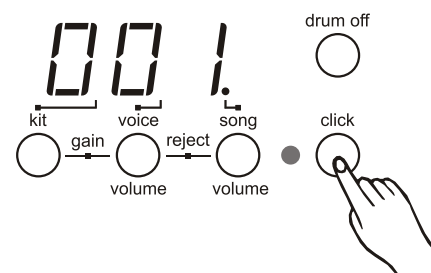 001.
drum off
kit
voice
song
click
gain
reject
volume
volume